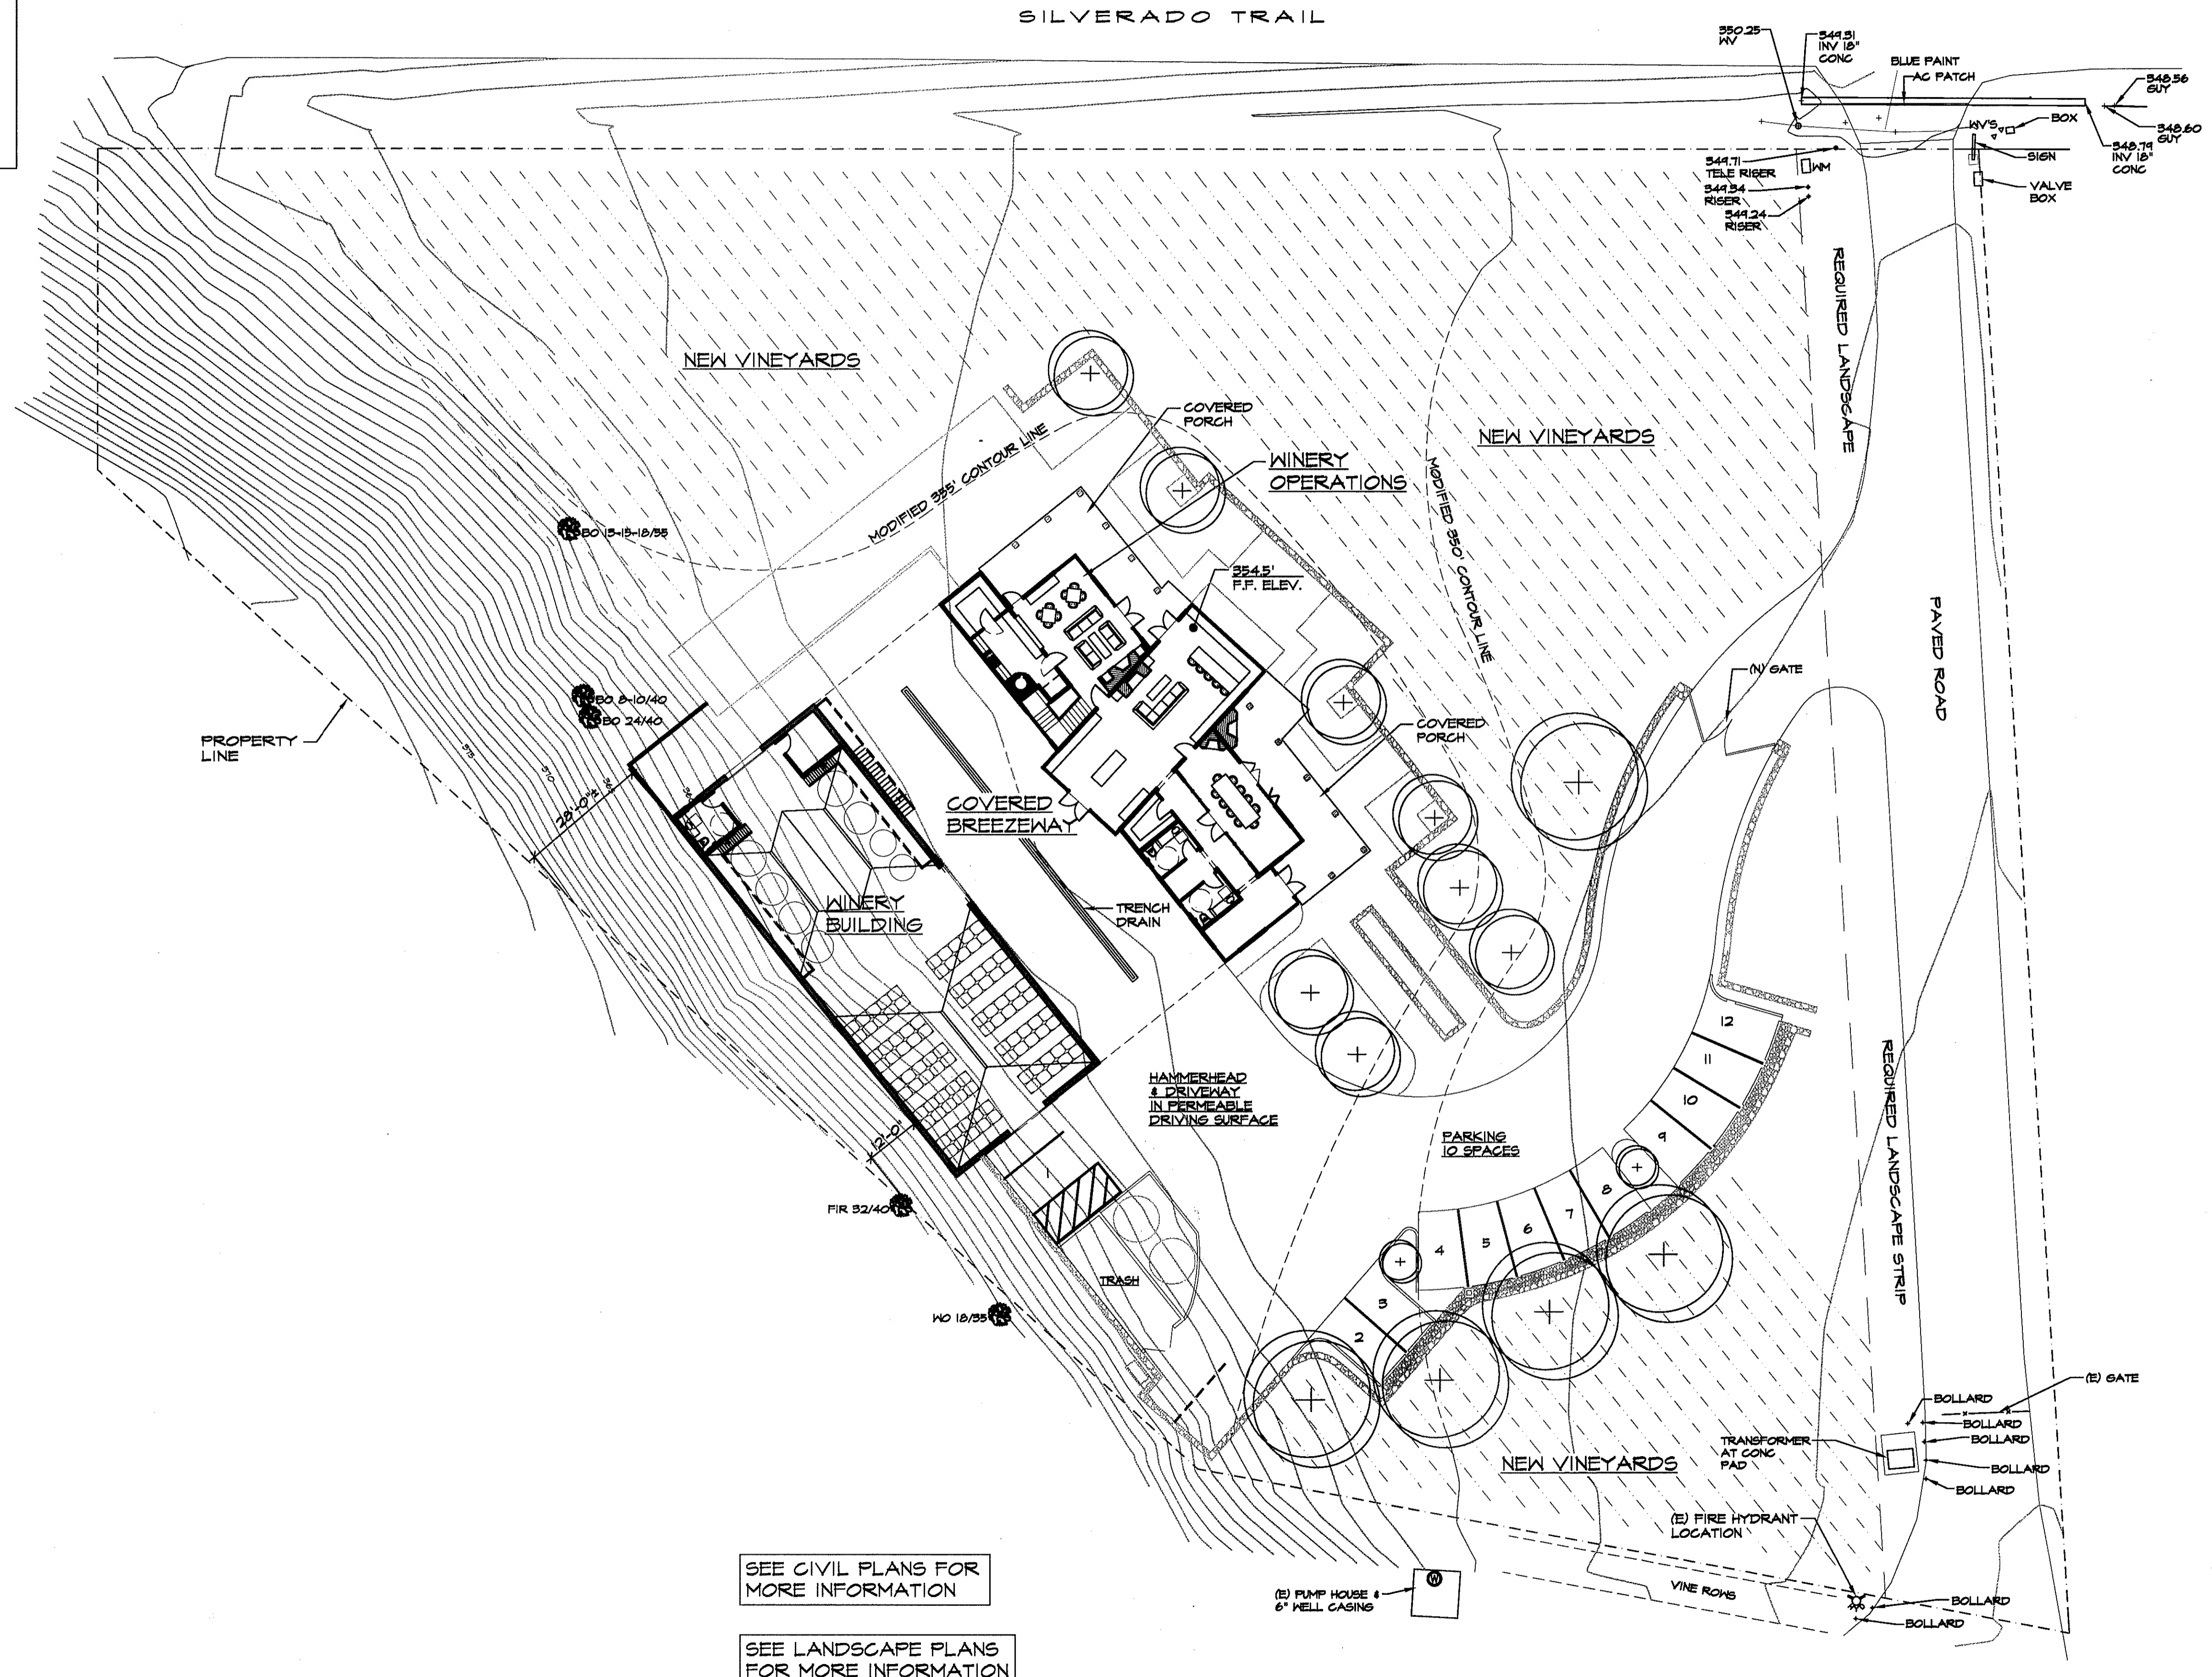 SILVERADO TRAIL
350.25
WV
349.31
INV 18"
CONC
BLUE PAINT
AC PATCH
348.56
GUY
WV'S
BOX
348.60
GUY
SIGN
348.79
INV 18"
CONC
349.71
TELE RISER
WM
349.34
RISER
349.24
RISER
VALVE
BOX
REQUIRED LANDSCAPE
NEW VINEYARDS
COVERED
PORCH
NEW VINEYARDS
MODIFIED 355' CONTOUR LINE
WINERY
OPERATIONS
MODIFIED 350' CONTOUR LINE
BO 13-15-18/35
354.5'
F.F. ELEV.
PAVED ROAD
(N) GATE
BO 8-10/40
BO 24/40
PROPERTY
LINE
COVERED
PORCH
375
370
28'-0"±
COVERED
BREEZEWAY
WINERY
BUILDING
TRENCH
DRAIN
12
11
10
9
HAMMERHEAD
& DRIVEWAY
IN PERMEABLE
DRIVING SURFACE
PARKING
10 SPACES
REQUIRED LANDSCAPE STRIP
12'-0"
1
8
7
6
5
4
3
2
FIR 32/40
TRASH
WO 18/35
(E) GATE
BOLLARD
BOLLARD
BOLLARD
TRANSFORMER
AT CONC
PAD
BOLLARD
BOLLARD
NEW VINEYARDS
(E) FIRE HYDRANT
LOCATION
VINE ROWS
W
(E) PUMP HOUSE &
6" WELL CASING
BOLLARD
BOLLARD
SEE CIVIL PLANS FOR
MORE INFORMATION
SEE LANDSCAPE PLANS
FOR MORE INFORMATION